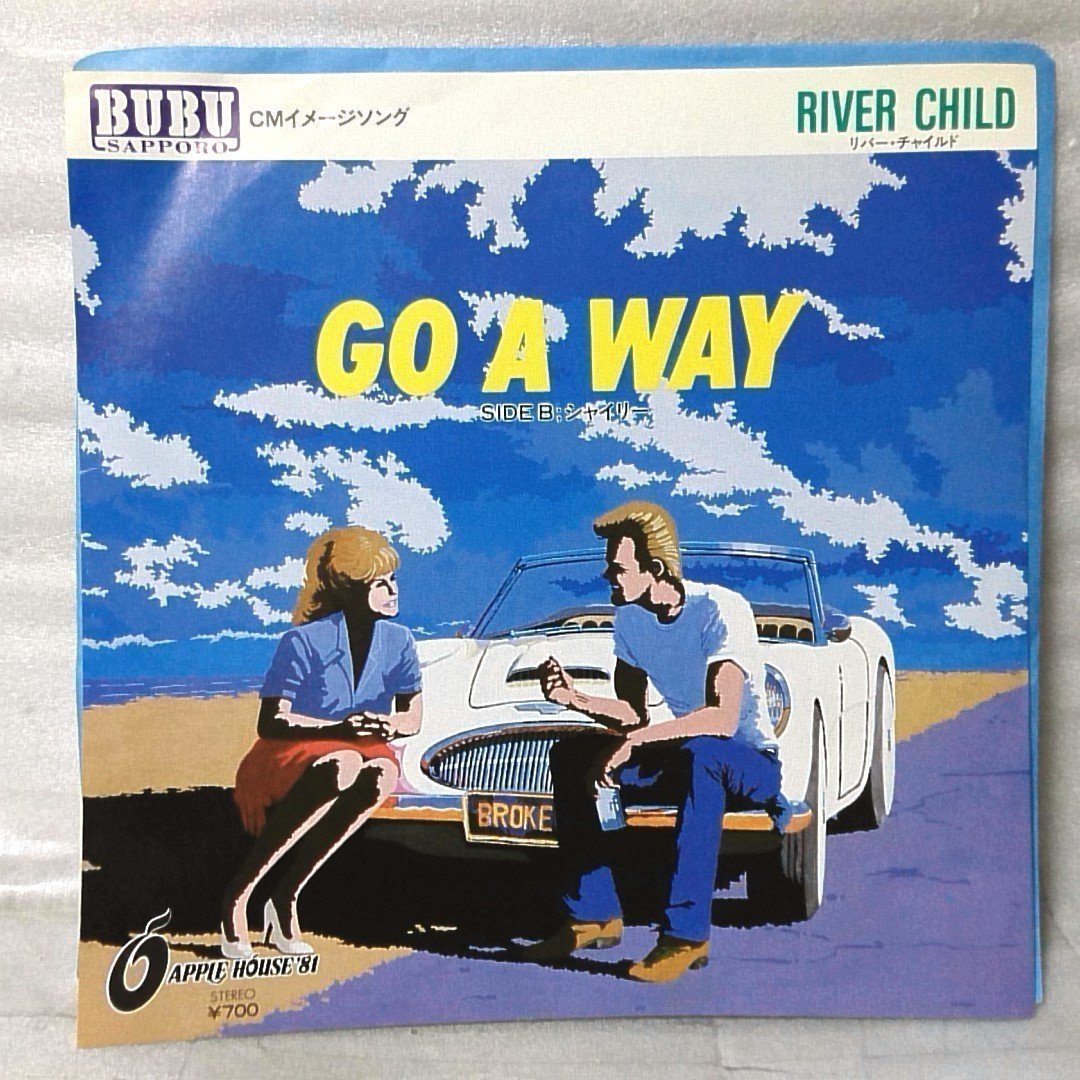 BUBU
SAPPORO
CMイメージソング
RIVER CHILD
リバー・チャイルド
GO A WAY
SIDE B; シャイリー
BROKE
APPLE HOUSE '81
STEREO
¥700